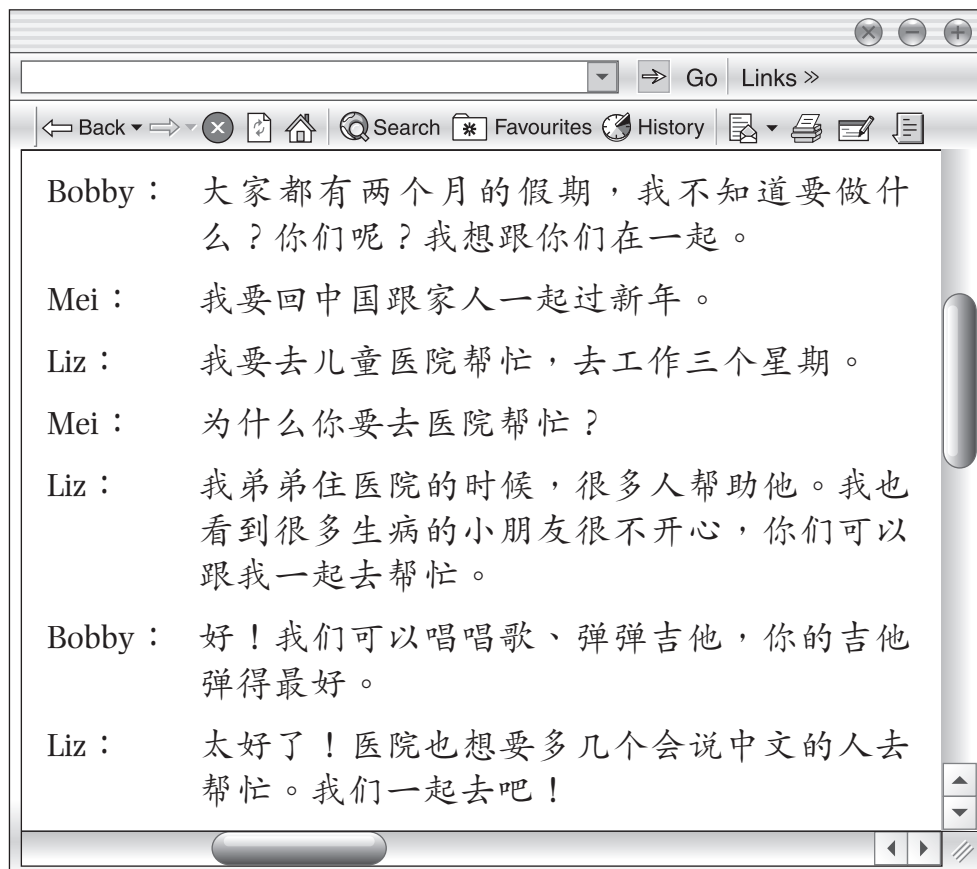 Go Links »
Back Search Favourites History
Bobby： 大家都有两个月的假期，我不知道要做什
么？你们呢？我想跟你们在一起。
Mei： 我要回中国跟家人一起过新年。
Liz： 我要去儿童医院帮忙，去工作三个星期。
Mei： 为什么你要去医院帮忙？
Liz： 我弟弟住医院的时候，很多人帮助他。我也
看到很多生病的小朋友很不开心，你们可以
跟我一起去帮忙。
Bobby： 好！我们可以唱唱歌、弹弹吉他，你的吉他
弹得最好。
Liz： 太好了！医院也想要多几个会说中文的人去
帮忙。我们一起去吧！